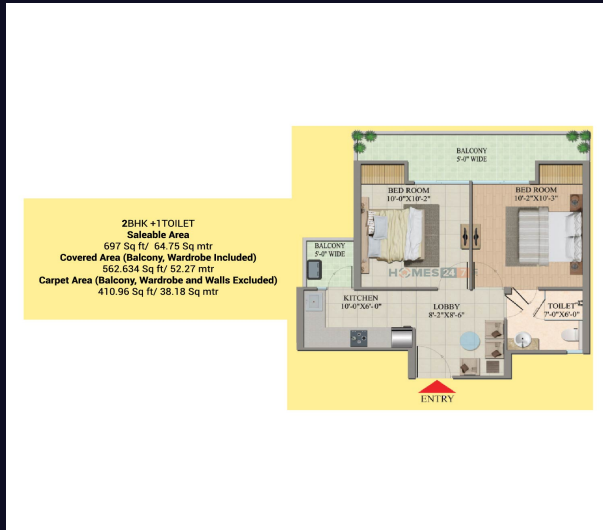 2BHK +1TOILET
Saleable Area
697 Sq ft/ 64.75 Sq mtr
Covered Area (Balcony, Wardrobe Included)
562.634 Sq ft/ 52.27 mtr
Carpet Area (Balcony, Wardrobe and Walls Excluded)
410.96 Sq ft/ 38.18 Sq mtr
BALCONY
5'-0" WIDE
BED ROOM
10'-0"X10'-2"
BED ROOM
10'-2"X10'-3"
BALCONY
5'-0" WIDE
HOMES247
KITCHEN
10'-0"X6'-0"
LOBBY
8'-2"X8'-6"
TOILET
7'-0"X6'-0"
ENTRY